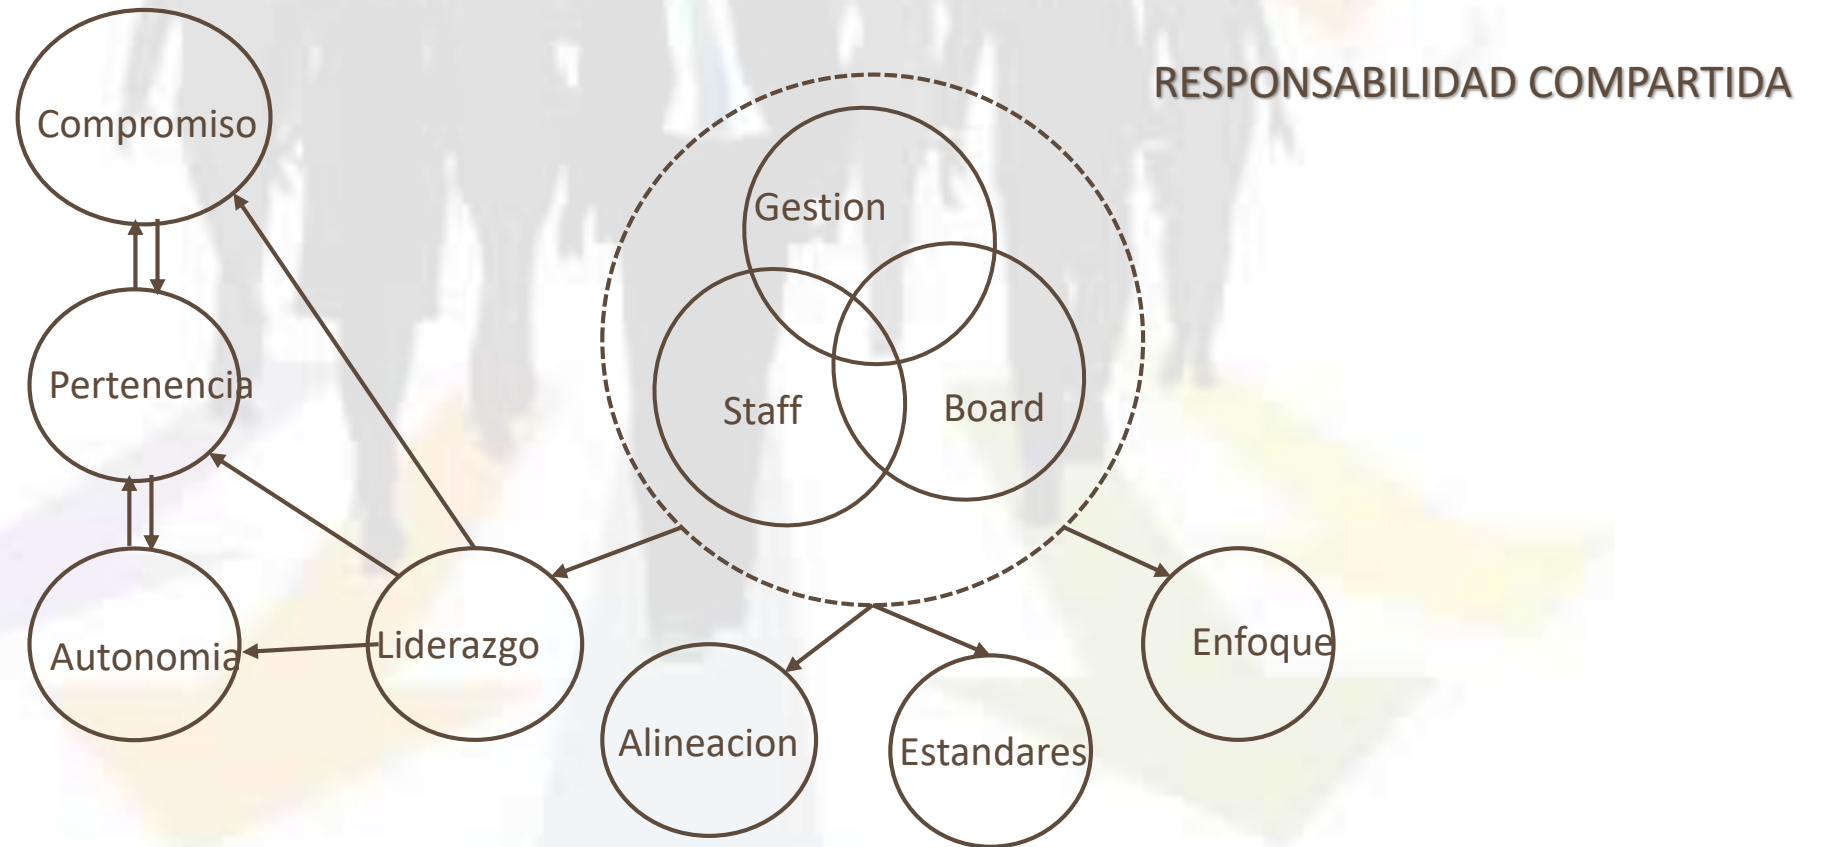 RESPONSABILIDAD COMPARTIDA
Compromiso
Gestion
Pertenencia
Staff
Board
Autonomia
Liderazgo
Enfoque
Alineacion
Estandares